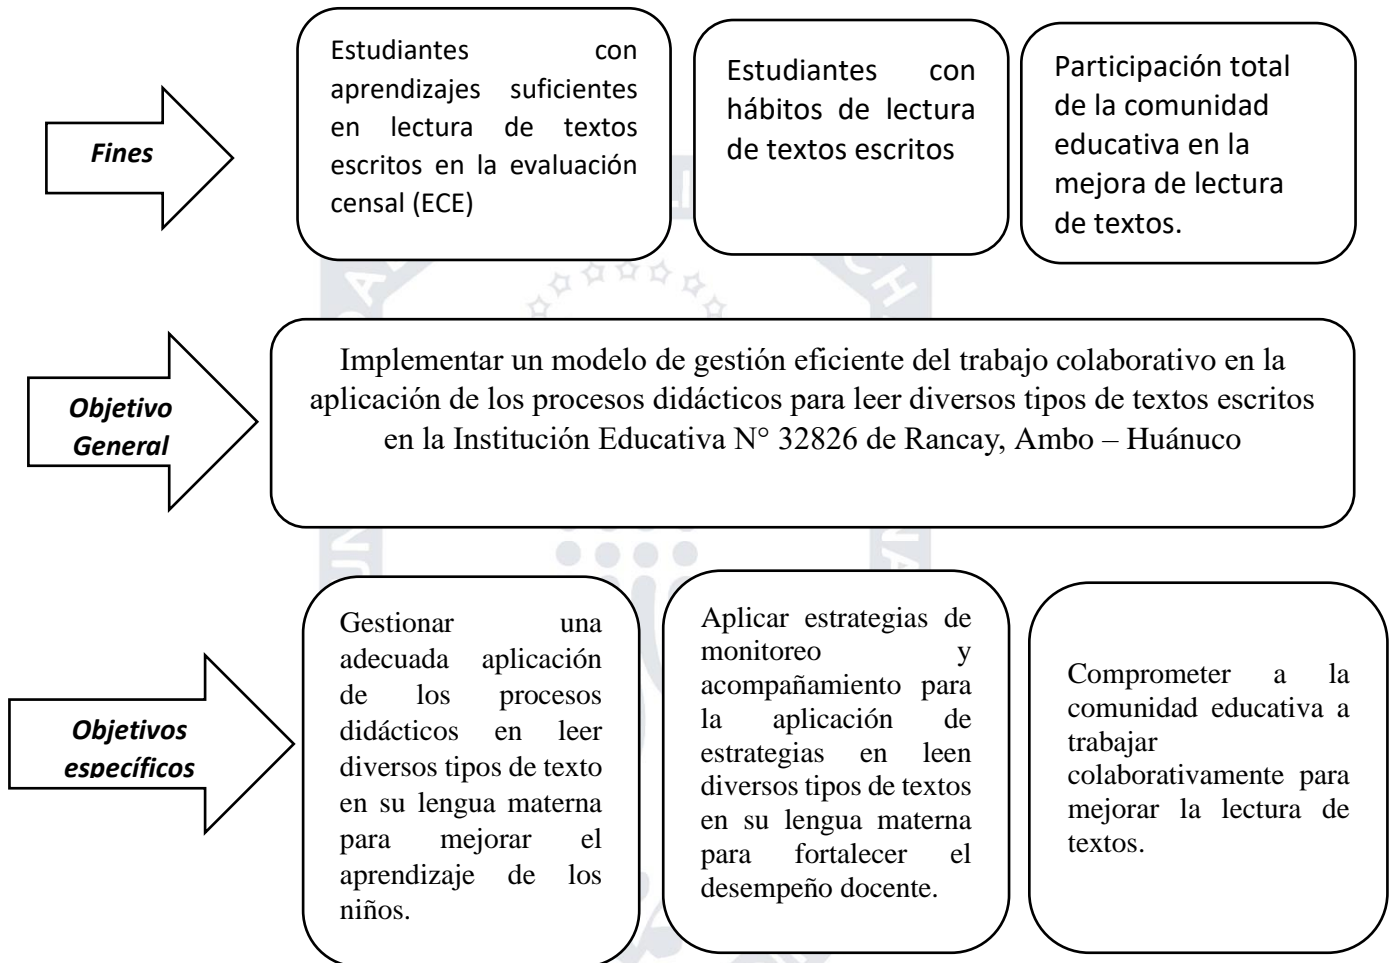 Fines
Estudiantes con
aprendizajes suficientes
en lectura de textos
escritos en la evaluación
censal (ECE)
Estudiantes con
hábitos de lectura
de textos escritos
Participación total
de la comunidad
educativa en la
mejora de lectura
de textos.
Objetivo
General
Implementar un modelo de gestión eficiente del trabajo colaborativo en la
aplicación de los procesos didácticos para leer diversos tipos de textos escritos
en la Institución Educativa N° 32826 de Rancay, Ambo – Huánuco
Objetivos
específicos
Gestionar una
adecuada aplicación
de los procesos
didácticos en leer
diversos tipos de texto
en su lengua materna
para mejorar el
aprendizaje de los
niños.
Aplicar estrategias de
monitoreo y
acompañamiento para
la aplicación de
estrategias en leen
diversos tipos de textos
en su lengua materna
para fortalecer el
desempeño docente.
Comprometer a la
comunidad educativa a
trabajar
colaborativamente para
mejorar la lectura de
textos.